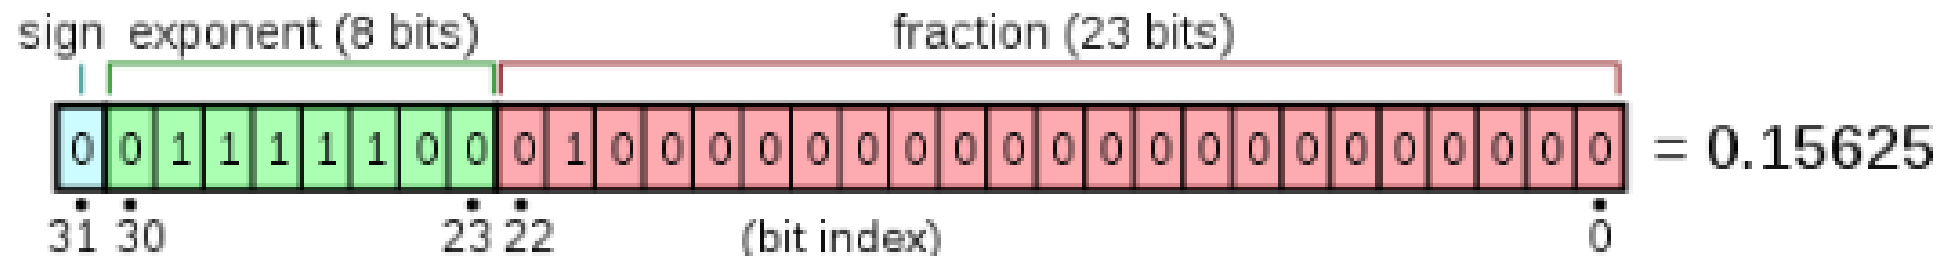 sign exponent (8 bits) fraction (23 bits)
0 0 1 1 1 1 1 0 0 0 1 0 0 0 0 0 0 0 0 0 0 0 0 0 0 0 0 0 0 0 0 0 = 0.15625
31 30 23 22 (bit index) 0